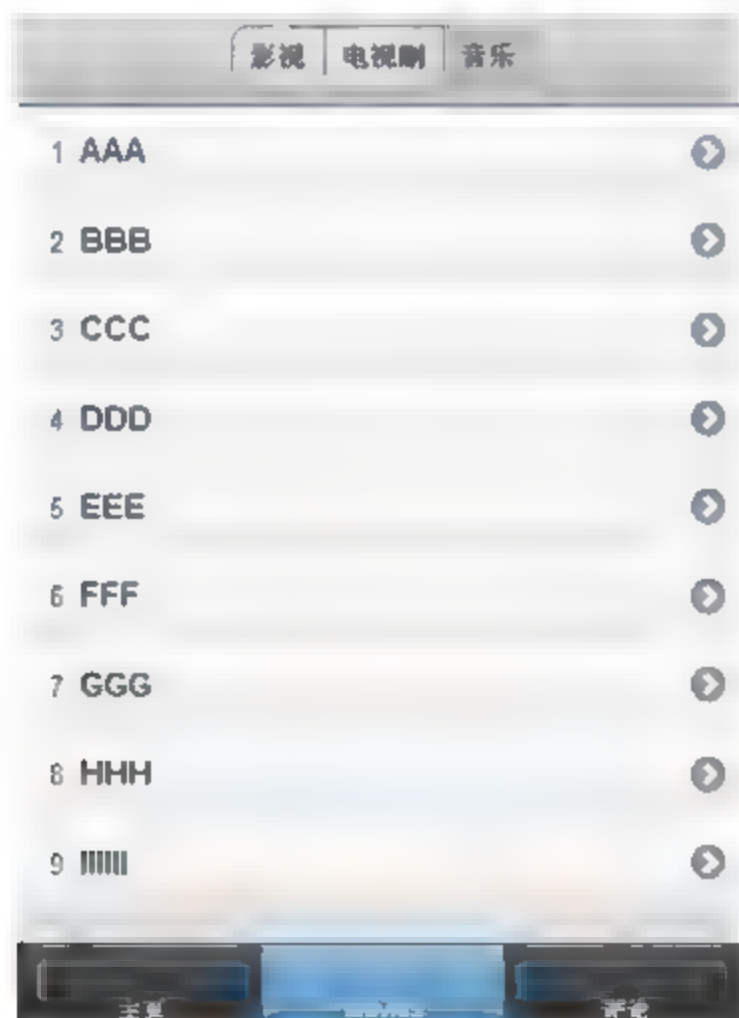 影视 电视剧 音乐
1 AAA
2 BBB
3 CCC
4 DDD
5 EEE
6 FFF
7 GGG
8 HHH
9 IIIIIII